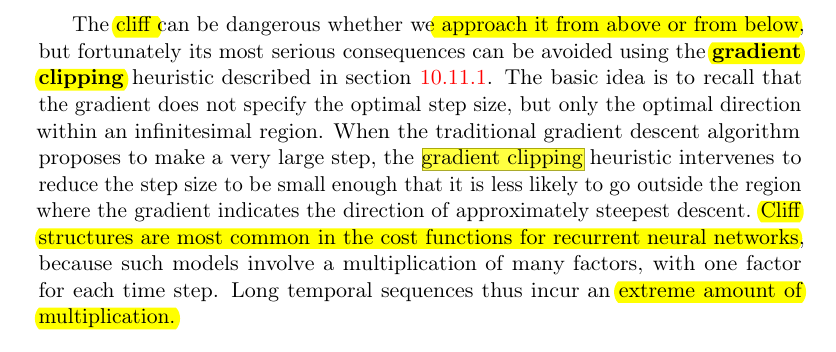 The cliff can be dangerous whether we approach it from above or from below,
but fortunately its most serious consequences can be avoided using the gradient
clipping heuristic described in section 10.11.1. The basic idea is to recall that
the gradient does not specify the optimal step size, but only the optimal direction
within an infinitesimal region. When the traditional gradient descent algorithm
proposes to make a very large step, the gradient clipping heuristic intervenes to
reduce the step size to be small enough that it is less likely to go outside the region
where the gradient indicates the direction of approximately steepest descent. Cliff
structures are most common in the cost functions for recurrent neural networks,
because such models involve a multiplication of many factors, with one factor
for each time step. Long temporal sequences thus incur an extreme amount of
multiplication.